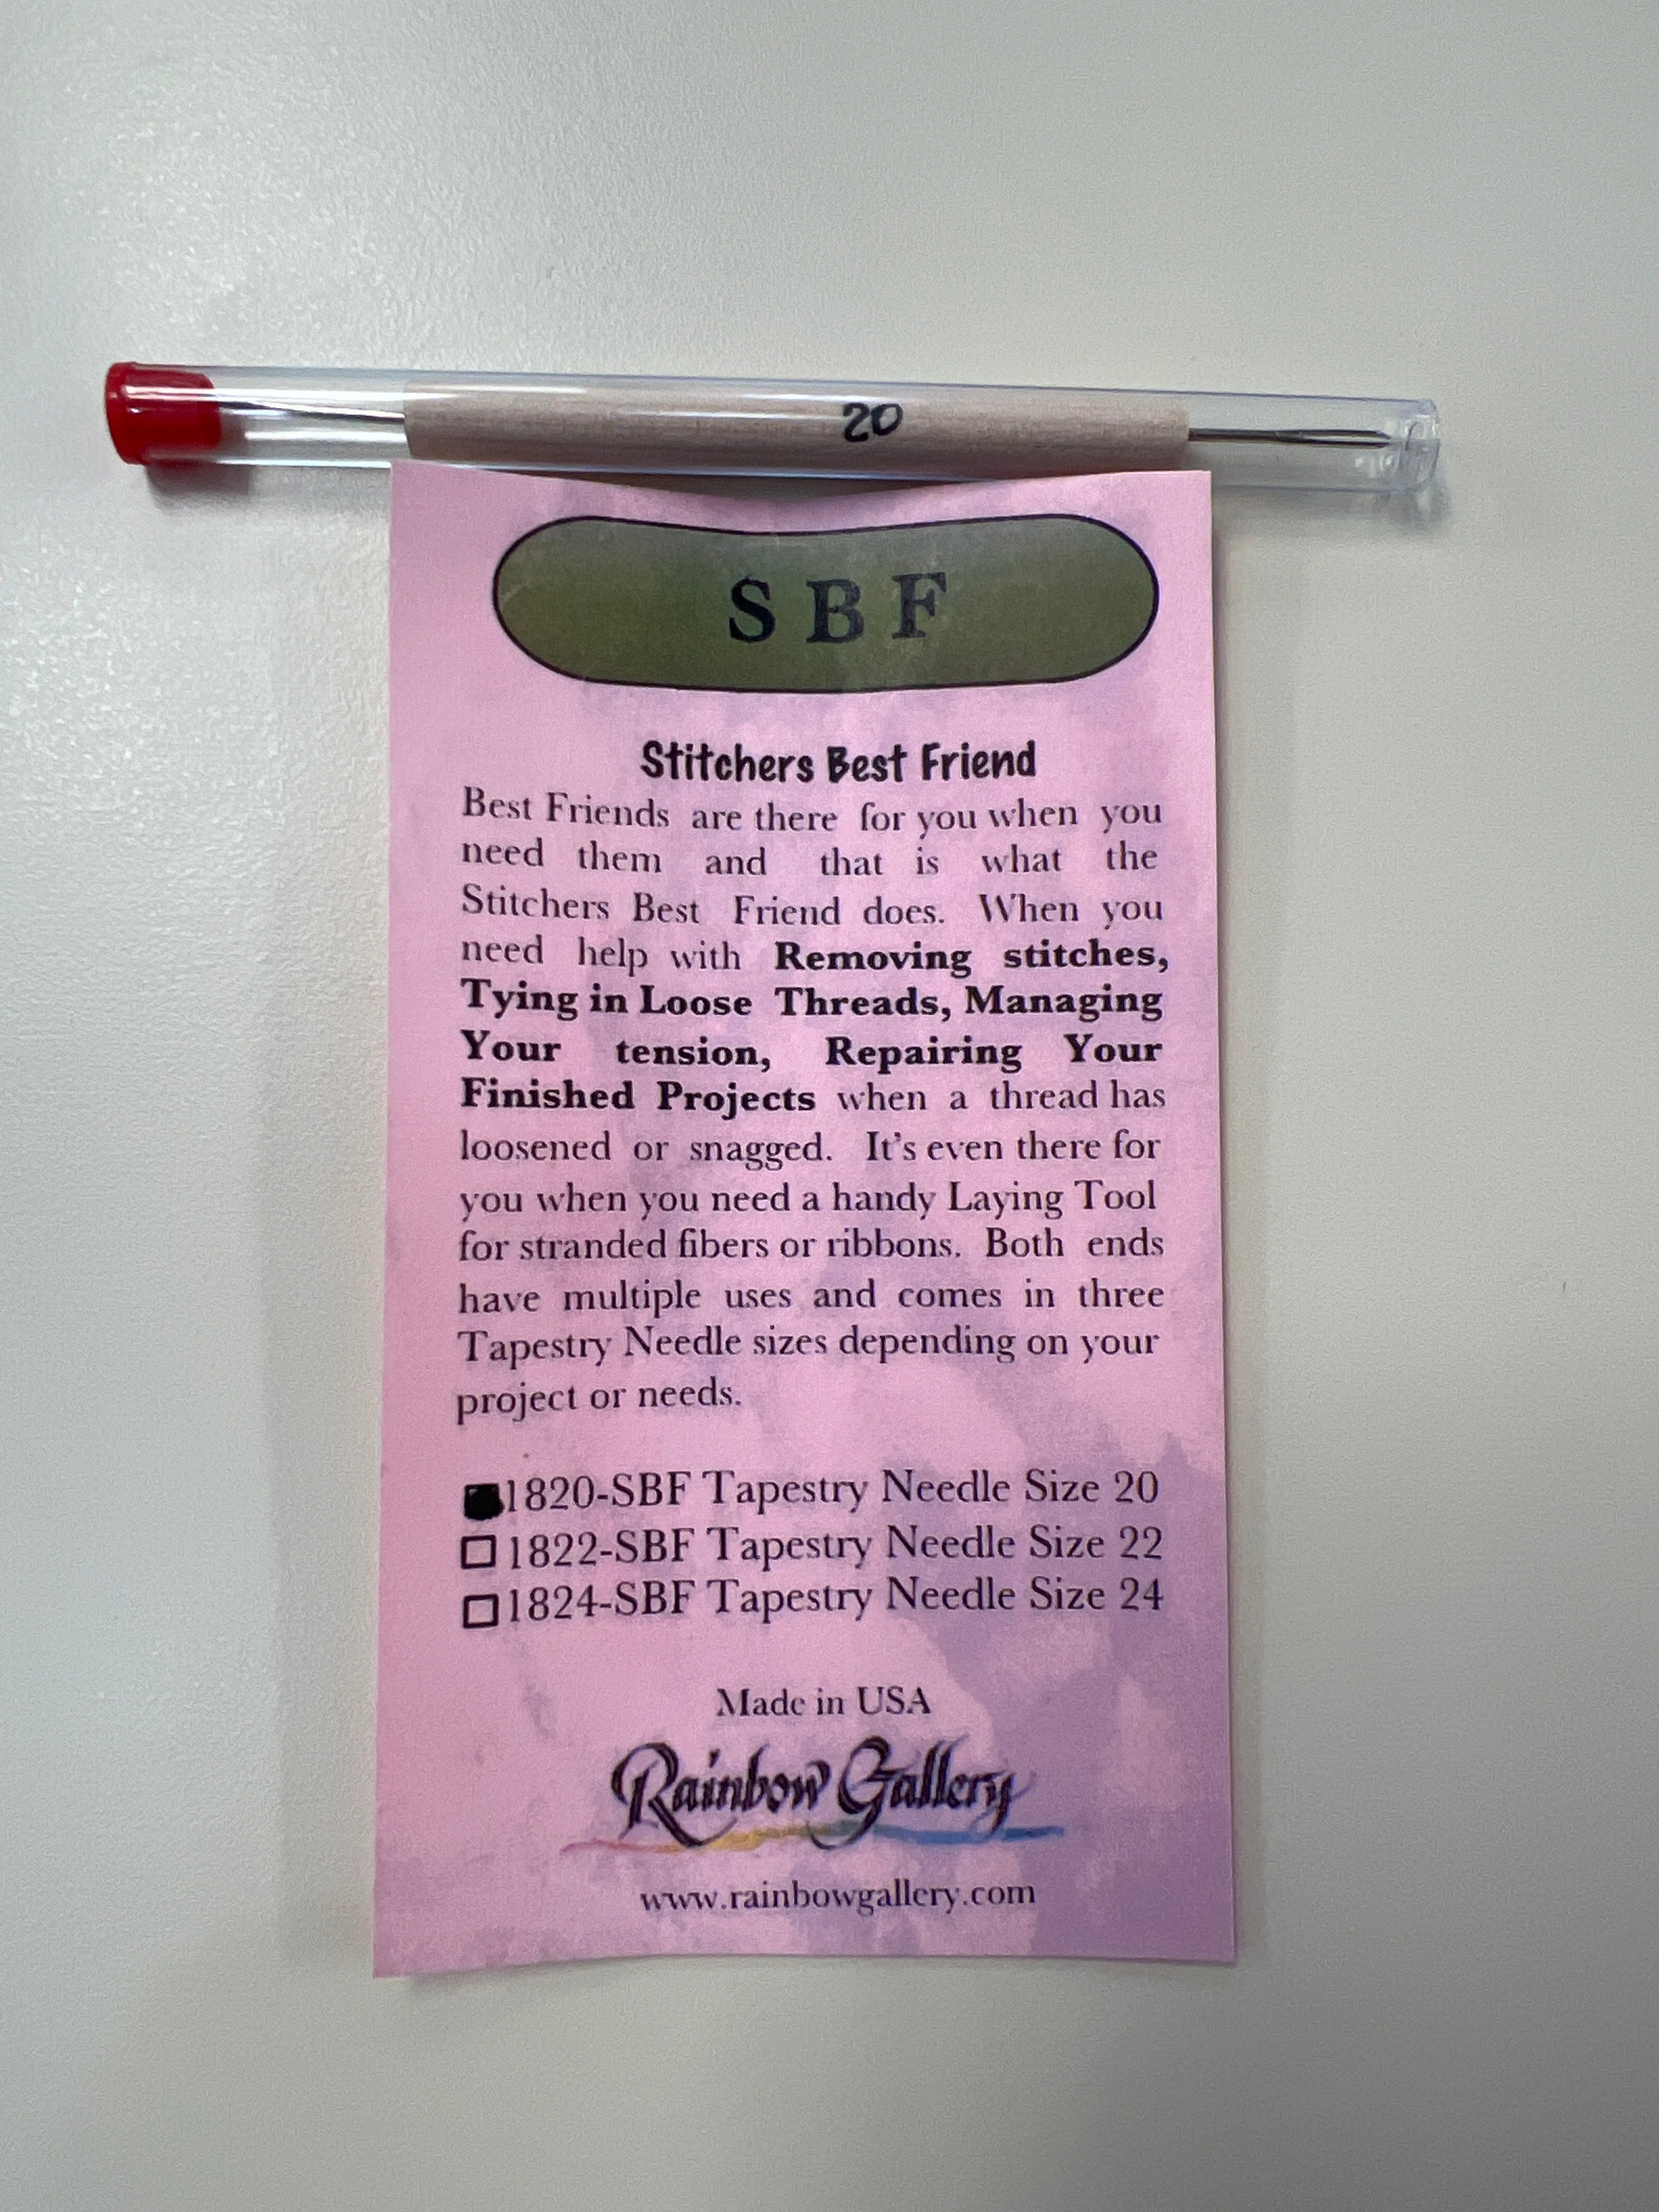 20
SBF
Stitchers Best Friend
Best Friends are there for you when you
need them and that is what the
Stitchers Best Friend does. When you
need help with Removing stitches,
Tying in Loose Threads, Managing
Your tension, Repairing Your
Finished Projects when a thread has
loosened or snagged. It's even there for
you when you need a handy Laying Tool
for stranded fibers or ribbons. Both ends
have multiple uses and comes in three
Tapestry Needle sizes depending on your
project or needs.
1820-SBF Tapestry Needle Size 20
1822-SBF Tapestry Needle Size 22
1824-SBF Tapestry Needle Size 24
Made in USA
Rainbow Gallery
www.rainbowgallery.com